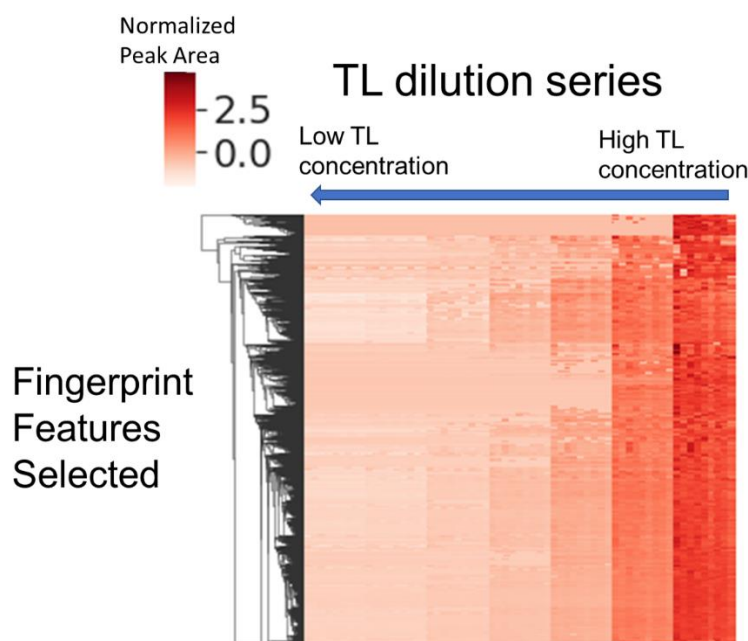 Normalized
Peak Area
2.5
0.0
TL dilution series
Low TL
concentration
High TL
concentration
Fingerprint
Features
Selected